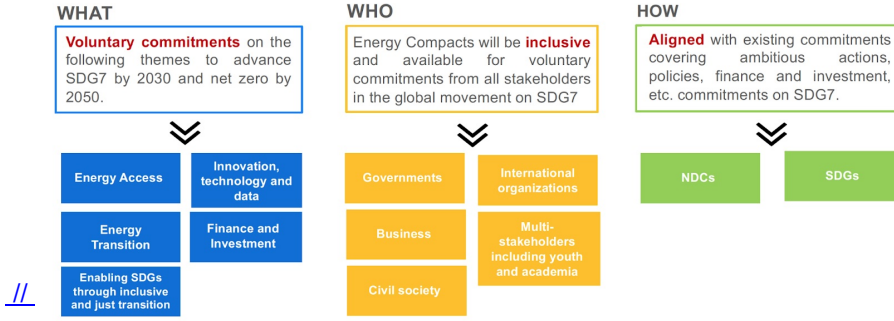 WHAT
Voluntary commitments on the
following themes to advance
SDG7 by 2030 and net zero by
2050.
Energy Access
Innovation,
technology and
data
Energy
Transition
Finance and
Investment
Enabling SDGs
through inclusive
and just transition
//
WHO
Energy Compacts will be inclusive
and available for voluntary
commitments from all stakeholders
in the global movement on SDG7
Governments
International
organizations
Business
Multi-
stakeholders
including youth
and academia
Civil society
HOW
Aligned with existing commitments
covering ambitious actions,
policies, finance and investment,
etc. commitments on SDG7.
NDCs
SDGs